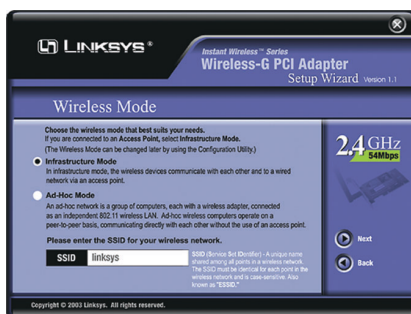 LINKSYS®
Instant Wireless™ Series
Wireless-G PCI Adapter
Setup Wizard Version 1.1
Wireless Mode
Choose the wireless mode that best suits your needs.
If you are connected to an Access Point, select Infrastructure Mode.
(The Wireless Mode can be changed later by using the Configuration Utility.)
Infrastructure Mode
In infrastructure mode, the wireless devices communicate with each other and to a wired
network via an access point.
Ad-Hoc Mode
An ad-hoc network is a group of computers, each with a wireless adapter, connected
as an independent 802.11 wireless LAN. Ad-hoc wireless computers operate on a
peer-to-peer basis, communicating directly with each other without the use of an access point.
Please enter the SSID for your wireless network.
SSID linksys
SSID (Service Set IDentifier) - A unique name
shared among all points in a wireless network.
The SSID must be identical for each point in the
wireless network and is case-sensitive. Also
known as "ESSID."
2.4 GHz
54Mbps
Next
Back
Copyright © 2003 Linksys. All rights reserved.